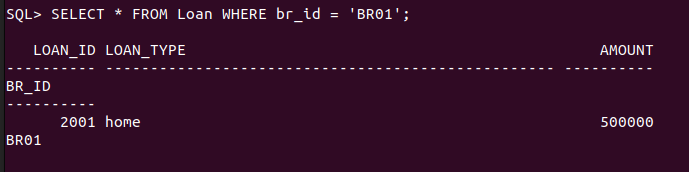 SQL> SELECT * FROM Loan WHERE br_id = 'BR01';
LOAN_ID LOAN_TYPE AMOUNT
---------- -------------------------------------------------- ----------
BR_ID
----------
2001 home 500000
BR01